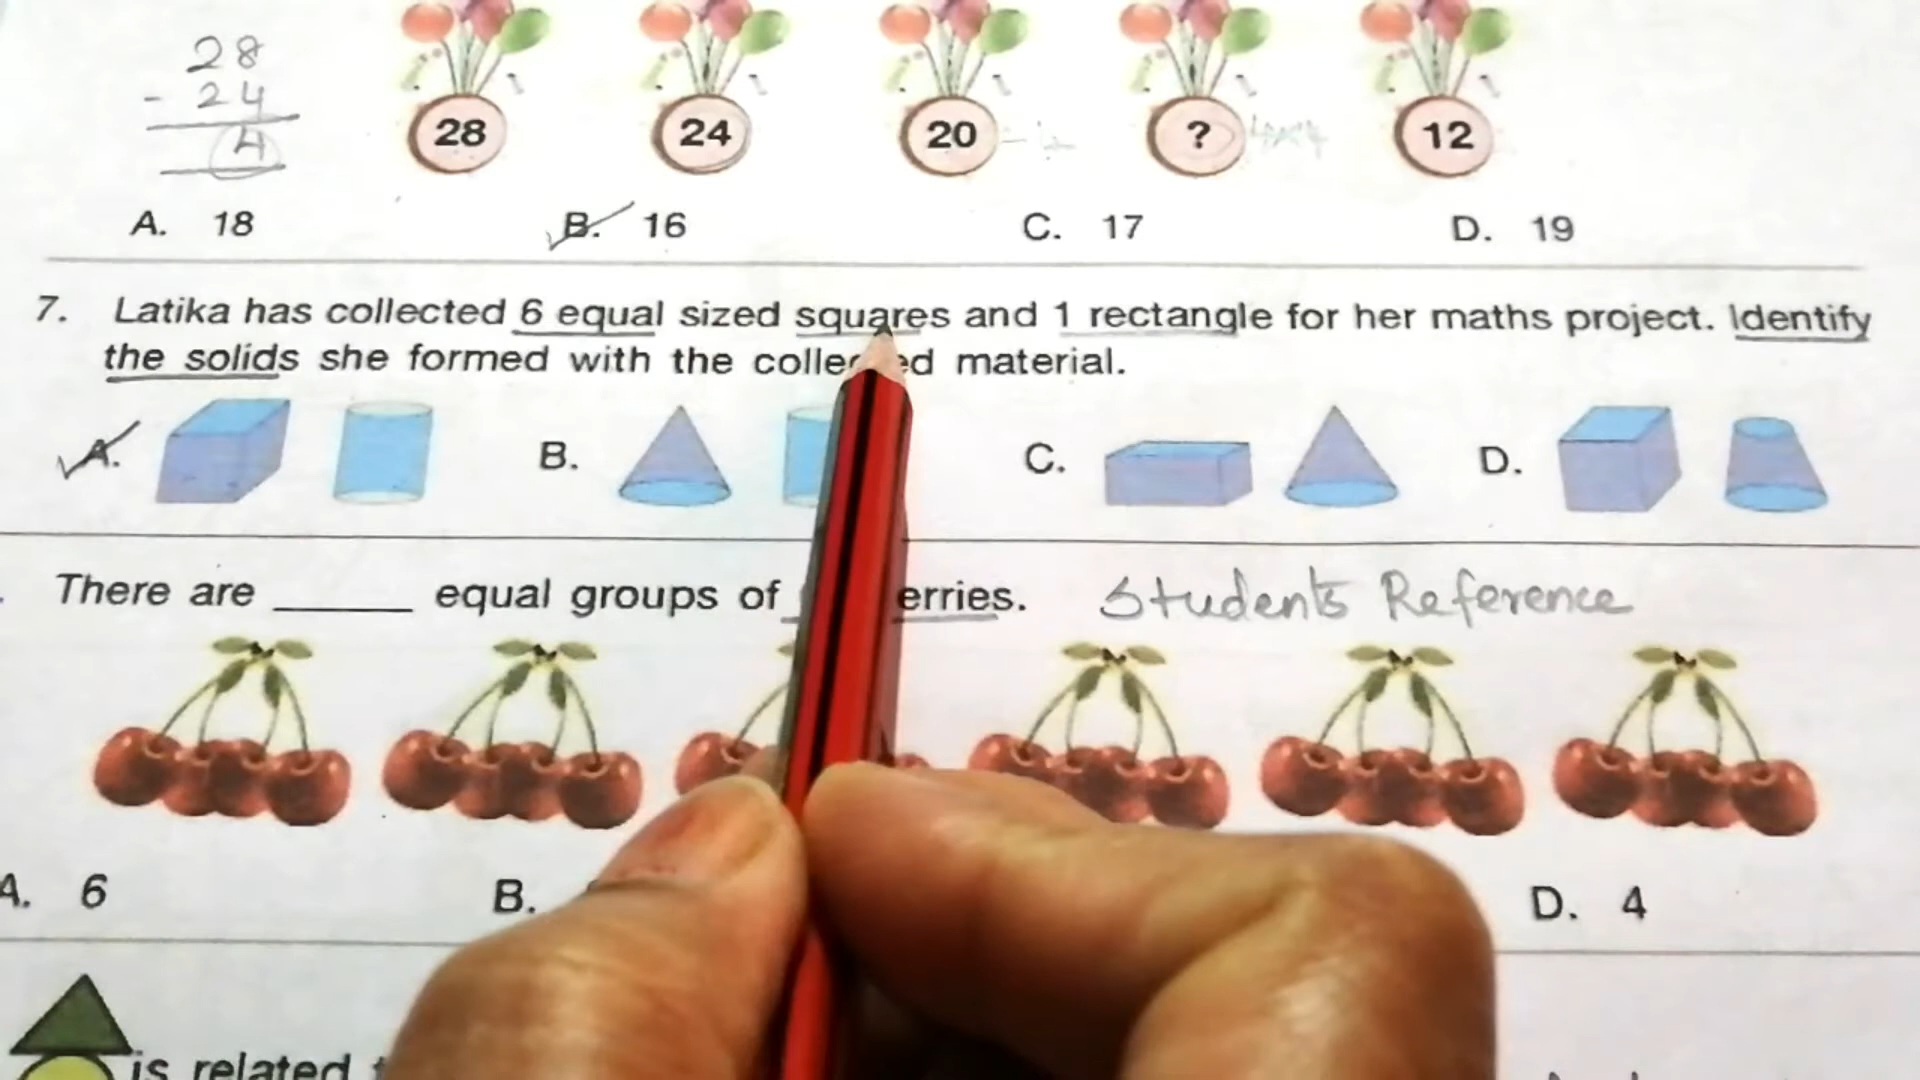 28
- 24
4
28 24 20 ? 12
A. 18 B. 16 C. 17 D. 19
7. Latika has collected 6 equal sized squares and 1 rectangle for her maths project. Identify
the solids she formed with the colle ed material.
A. B. C. D.
There are ______ equal groups of erries. Students Reference
A. 6 B. D. 4
is related